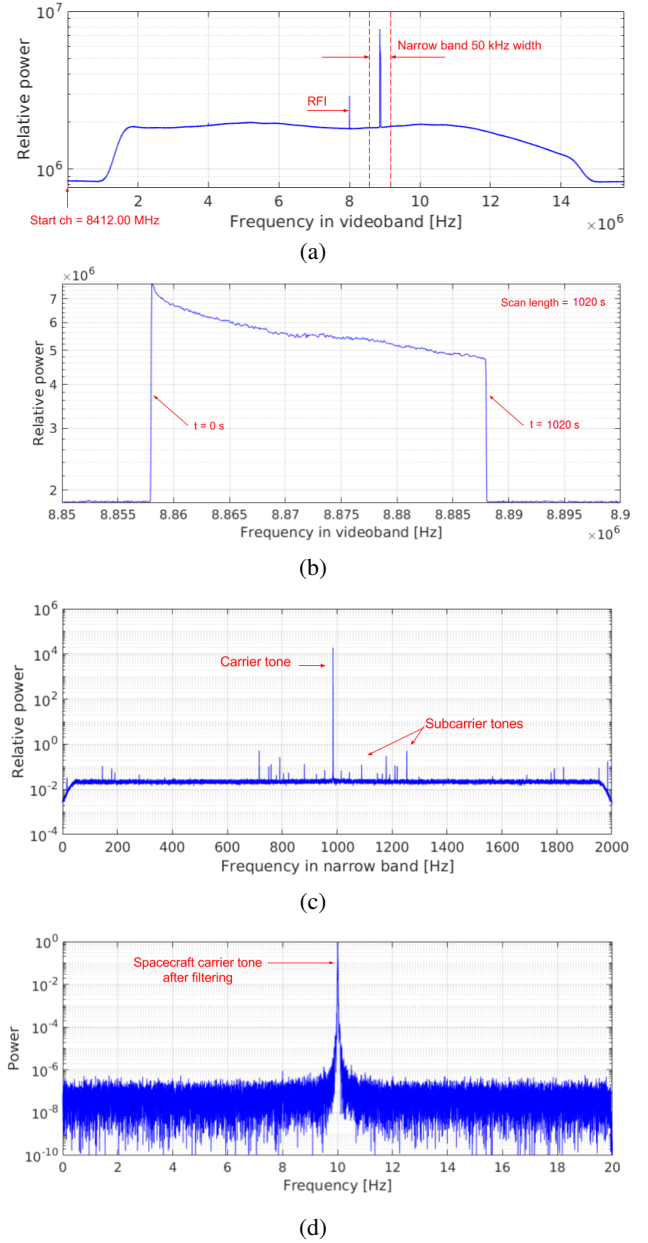 10^7
Narrow band 50 kHz width
RFI
Relative power
10^6
2 4 6 8 10 12 14
Start ch = 8412.00 MHz
Frequency in videoband [Hz]
×10^6
(a)
×10^6
7
6
5
4
3
2
Scan length = 1020 s
Relative power
t = 0 s
t = 1020 s
8.85 8.855 8.86 8.865 8.87 8.875 8.88 8.885 8.89 8.895 8.9
Frequency in videoband [Hz]
×10^6
(b)
10^6
10^4
10^2
10^0
10^-2
10^-4
Relative power
Carrier tone
Subcarrier tones
0 200 400 600 800 1000 1200 1400 1600 1800 2000
Frequency in narrow band [Hz]
(c)
10^0
10^-2
10^-4
10^-6
10^-8
10^-10
Power
Spacecraft carrier tone
after filtering
0 2 4 6 8 10 12 14 16 18 20
Frequency [Hz]
(d)